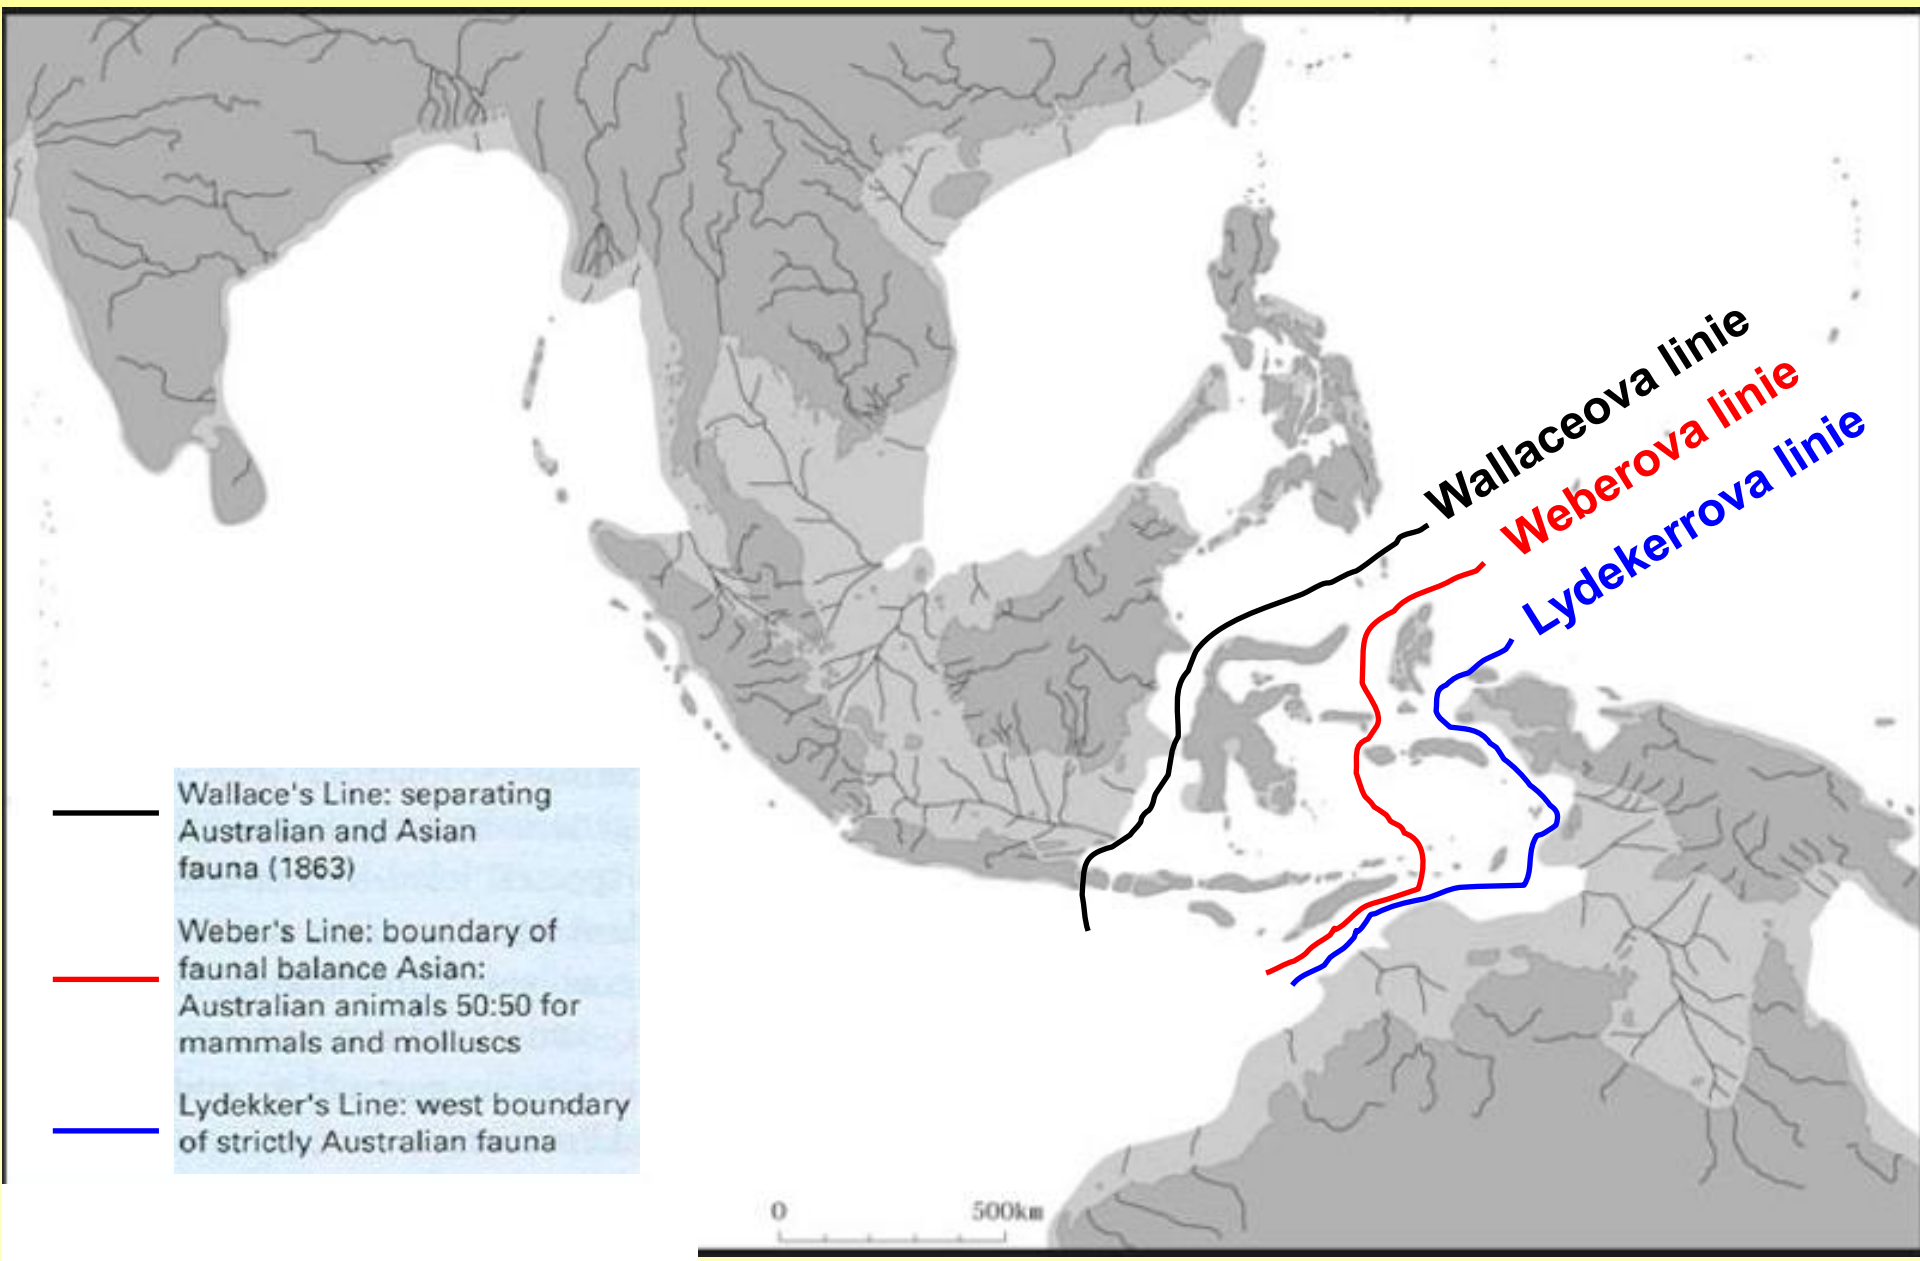 Wallaceova linie
Weberova linie
Lydekerrova linie
Wallace's Line: separating
Australian and Asian
fauna (1863)
Weber's Line: boundary of
faunal balance Asian:
Australian animals 50:50 for
mammals and molluscs
Lydekker's Line: west boundary
of strictly Australian fauna
0 500km